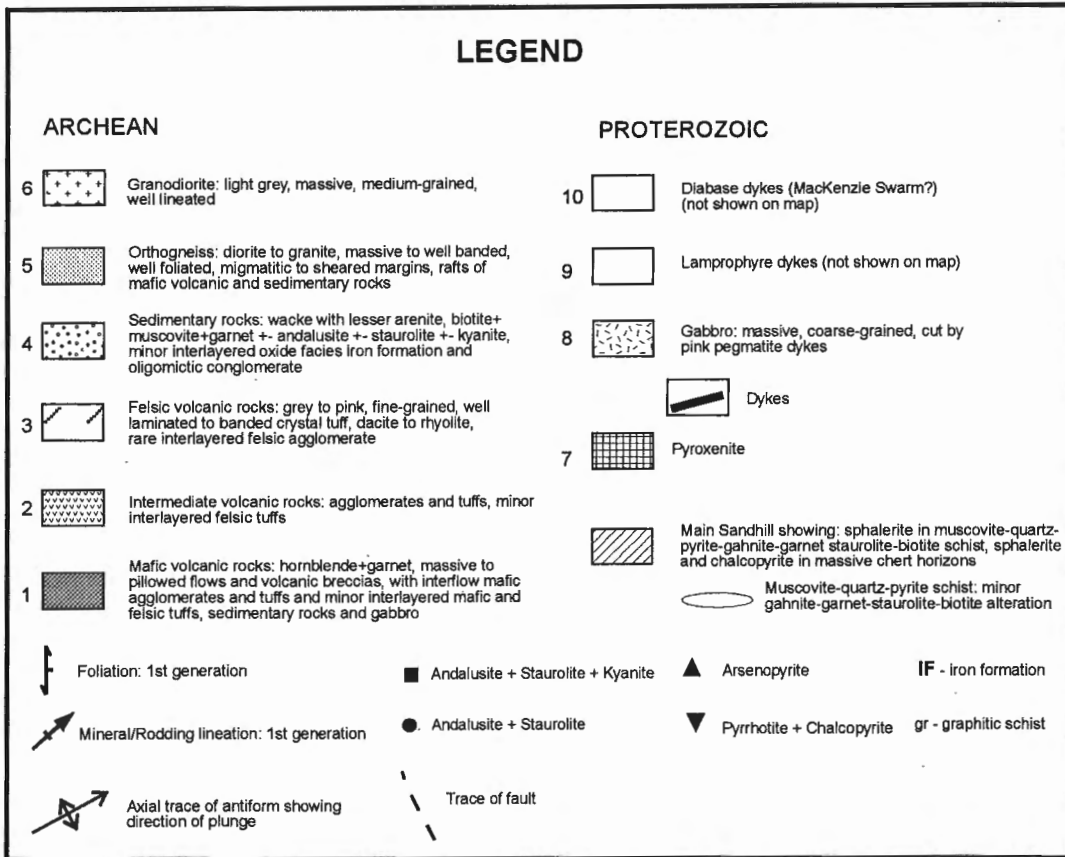 LEGEND
ARCHEAN
6
Granodiorite: light grey, massive, medium-grained,
well lineated
5
Orthogneiss: diorite to granite, massive to well banded,
well foliated, migmatitic to sheared margins, rafts of
mafic volcanic and sedimentary rocks
4
Sedimentary rocks: wacke with lesser arenite, biotite+
muscovite+garnet +- andalusite +- staurolite +- kyanite,
minor interlayered oxide facies iron formation and
oligomictic conglomerate
3
Felsic volcanic rocks: grey to pink, fine-grained, well
laminated to banded crystal tuff, dacite to rhyolite,
rare interlayered felsic agglomerate
2
Intermediate volcanic rocks: agglomerates and tuffs, minor
interlayered felsic tuffs
1
Mafic volcanic rocks: hornblende+garnet, massive to
pillowed flows and volcanic breccias, with interflow mafic
agglomerates and tuffs and minor interlayered mafic and
felsic tuffs, sedimentary rocks and gabbro
PROTEROZOIC
10
Diabase dykes (MacKenzie Swarm?)
(not shown on map)
9
Lamprophyre dykes (not shown on map)
8
Gabbro: massive, coarse-grained, cut by
pink pegmatite dykes
Dykes
7
Pyroxenite
Main Sandhill showing: sphalerite in muscovite-quartz-
pyrite-gahnite-garnet staurolite-biotite schist, sphalerite
and chalcopyrite in massive chert horizons
Muscovite-quartz-pyrite schist: minor
gahnite-garnet-staurolite-biotite alteration
Foliation: 1st generation
Mineral/Rodding lineation: 1st generation
Axial trace of antiform showing
direction of plunge
Andalusite + Staurolite + Kyanite
Andalusite + Staurolite
Trace of fault
Arsenopyrite
Pyrrhotite + Chalcopyrite
IF - iron formation
gr - graphitic schist